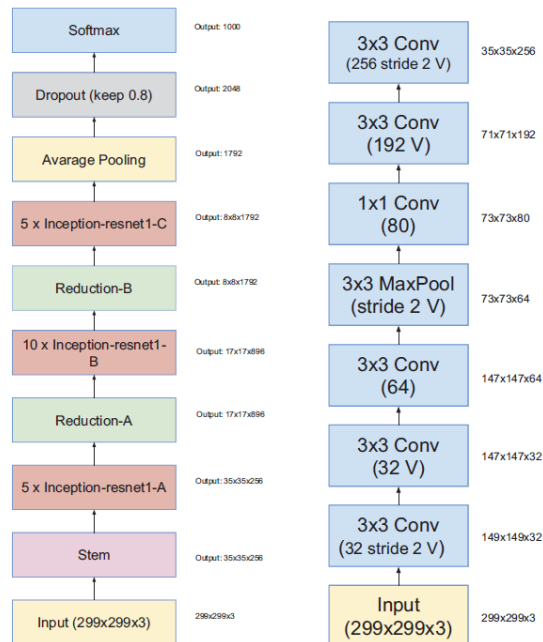 Softmax
Output: 1000
Dropout (keep 0.8)
Output: 2048
Avarage Pooling
Output: 1792
5 x Inception-resnet1-C
Output: 8x8x1792
Reduction-B
Output: 8x8x1792
10 x Inception-resnet1-
B
Output: 17x17x896
Reduction-A
Output: 17x17x896
5 x Inception-resnet1-A
Output: 35x35x256
Stem
Output: 35x35x256
Input (299x299x3)
299x299x3
3x3 Conv
(256 stride 2 V)
35x35x256
3x3 Conv
(192 V)
71x71x192
1x1 Conv
(80)
73x73x80
3x3 MaxPool
(stride 2 V)
73x73x64
3x3 Conv
(64)
147x147x64
3x3 Conv
(32 V)
147x147x32
3x3 Conv
(32 stride 2 V)
149x149x32
Input
(299x299x3)
299x299x3